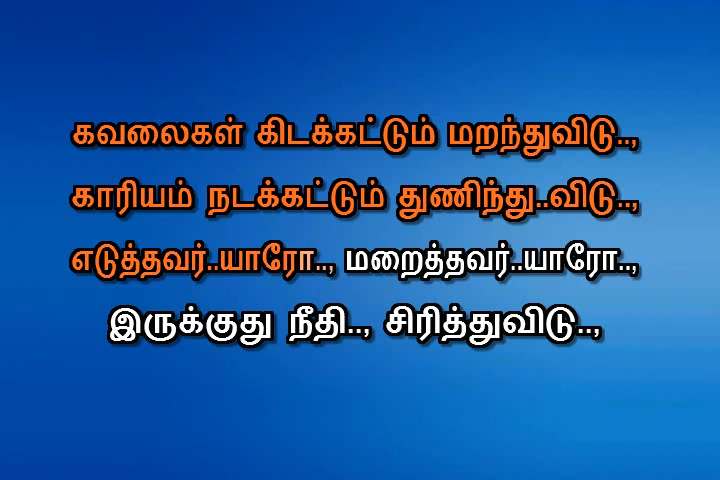 கவலைகள் கிடக்கட்டும் மறந்துவிடு..,
காரியம் நடக்கட்டும் துணிந்து..விடு..,
எடுத்தவர்..யாரோ.., மறைத்தவர்..யாரோ..,
இருக்குது நீதி.., சிரித்துவிடு..,